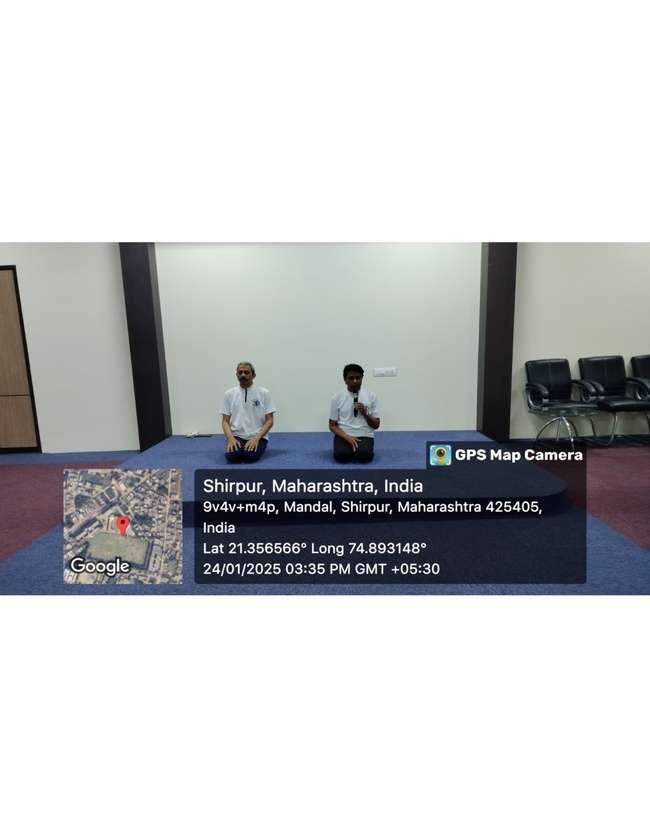 GPS Map Camera
Shirpur, Maharashtra, India
9v4v+m4p, Mandal, Shirpur, Maharashtra 425405,
India
Lat 21.356566° Long 74.893148°
24/01/2025 03:35 PM GMT +05:30
Google